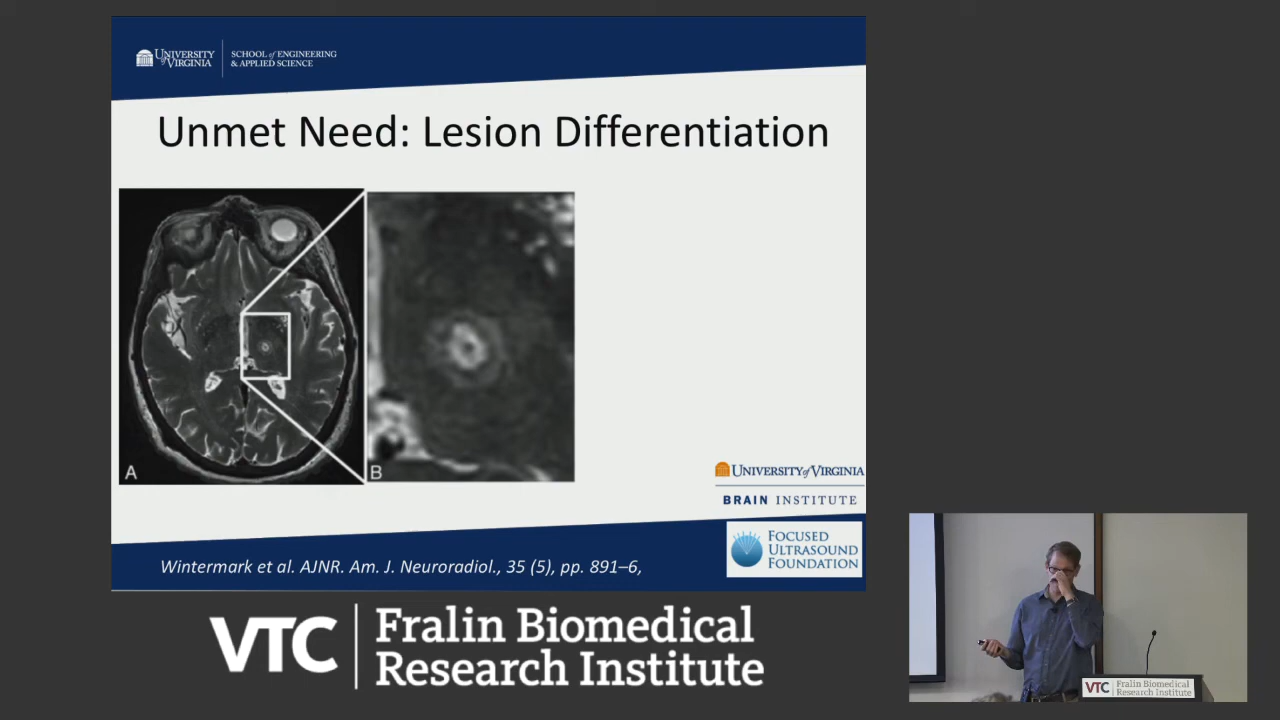 UNIVERSITY of VIRGINIA
SCHOOL of ENGINEERING
& APPLIED SCIENCE
Unmet Need: Lesion Differentiation
A
B
UNIVERSITY of VIRGINIA
BRAIN INSTITUTE
FOCUSED
ULTRASOUND
FOUNDATION
Wintermark et al. AJNR. Am. J. Neuroradiol., 35 (5), pp. 891–6,
VTC
Fralin Biomedical
Research Institute
VTC
Fralin Biomedical
Research Institute